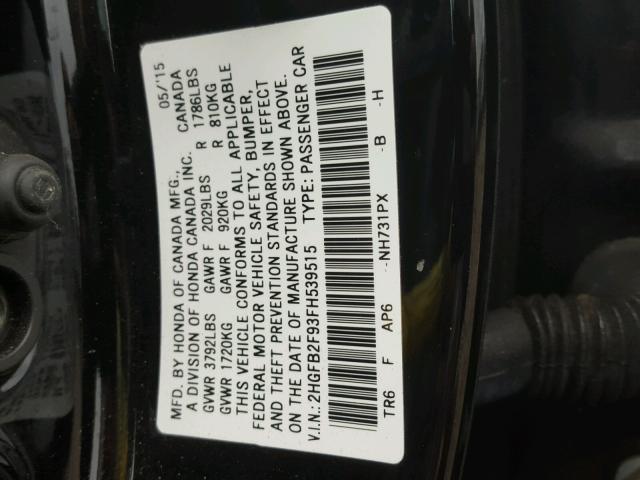 MFD. BY HONDA OF CANADA MFG., 05/'15
A DIVISION OF HONDA CANADA INC. CANADA
GVWR 3792LBS GAWR F 2029LBS R 1786LBS
GVWR 1720KG GAWR F 920KG R 810KG
THIS VEHICLE CONFORMS TO ALL APPLICABLE
FEDERAL MOTOR VEHICLE SAFETY, BUMPER,
AND THEFT PREVENTION STANDARDS IN EFFECT
ON THE DATE OF MANUFACTURE SHOWN ABOVE.
V.I.N.: 2HGFB2F93FH539515 TYPE: PASSENGER CAR
TR6 F AP6 -NH731PX -B -H